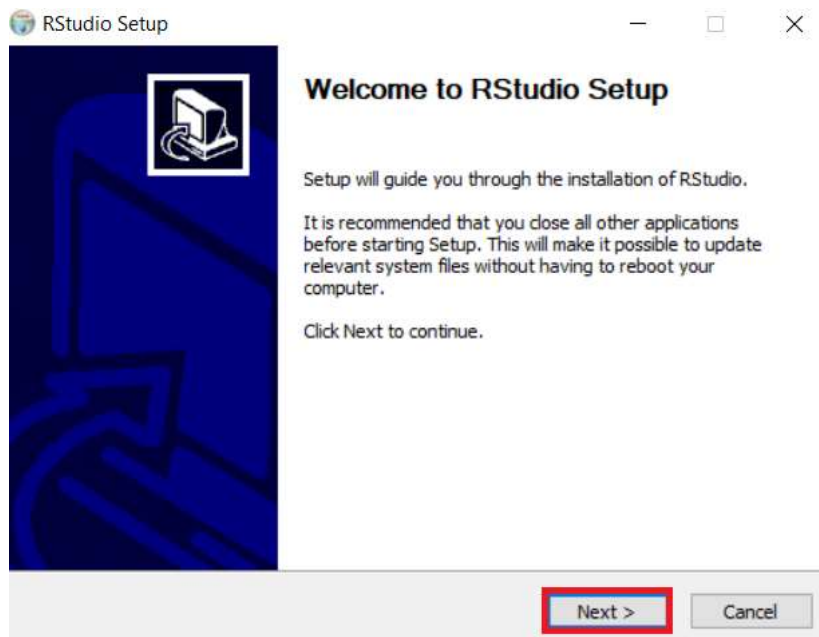 RStudio Setup
Welcome to RStudio Setup
Setup will guide you through the installation of RStudio.
It is recommended that you close all other applications
before starting Setup. This will make it possible to update
relevant system files without having to reboot your
computer.
Click Next to continue.
Next >
Cancel